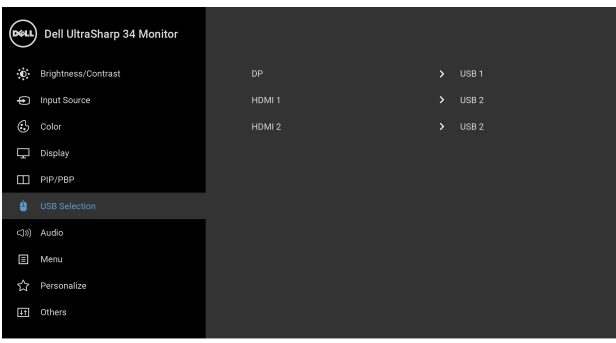 DELL Dell UltraSharp 34 Monitor
Brightness/Contrast DP USB 1
Input Source HDMI 1 USB 2
Color HDMI 2 USB 2
Display
PIP/PBP
USB Selection
Audio
Menu
Personalize
Others